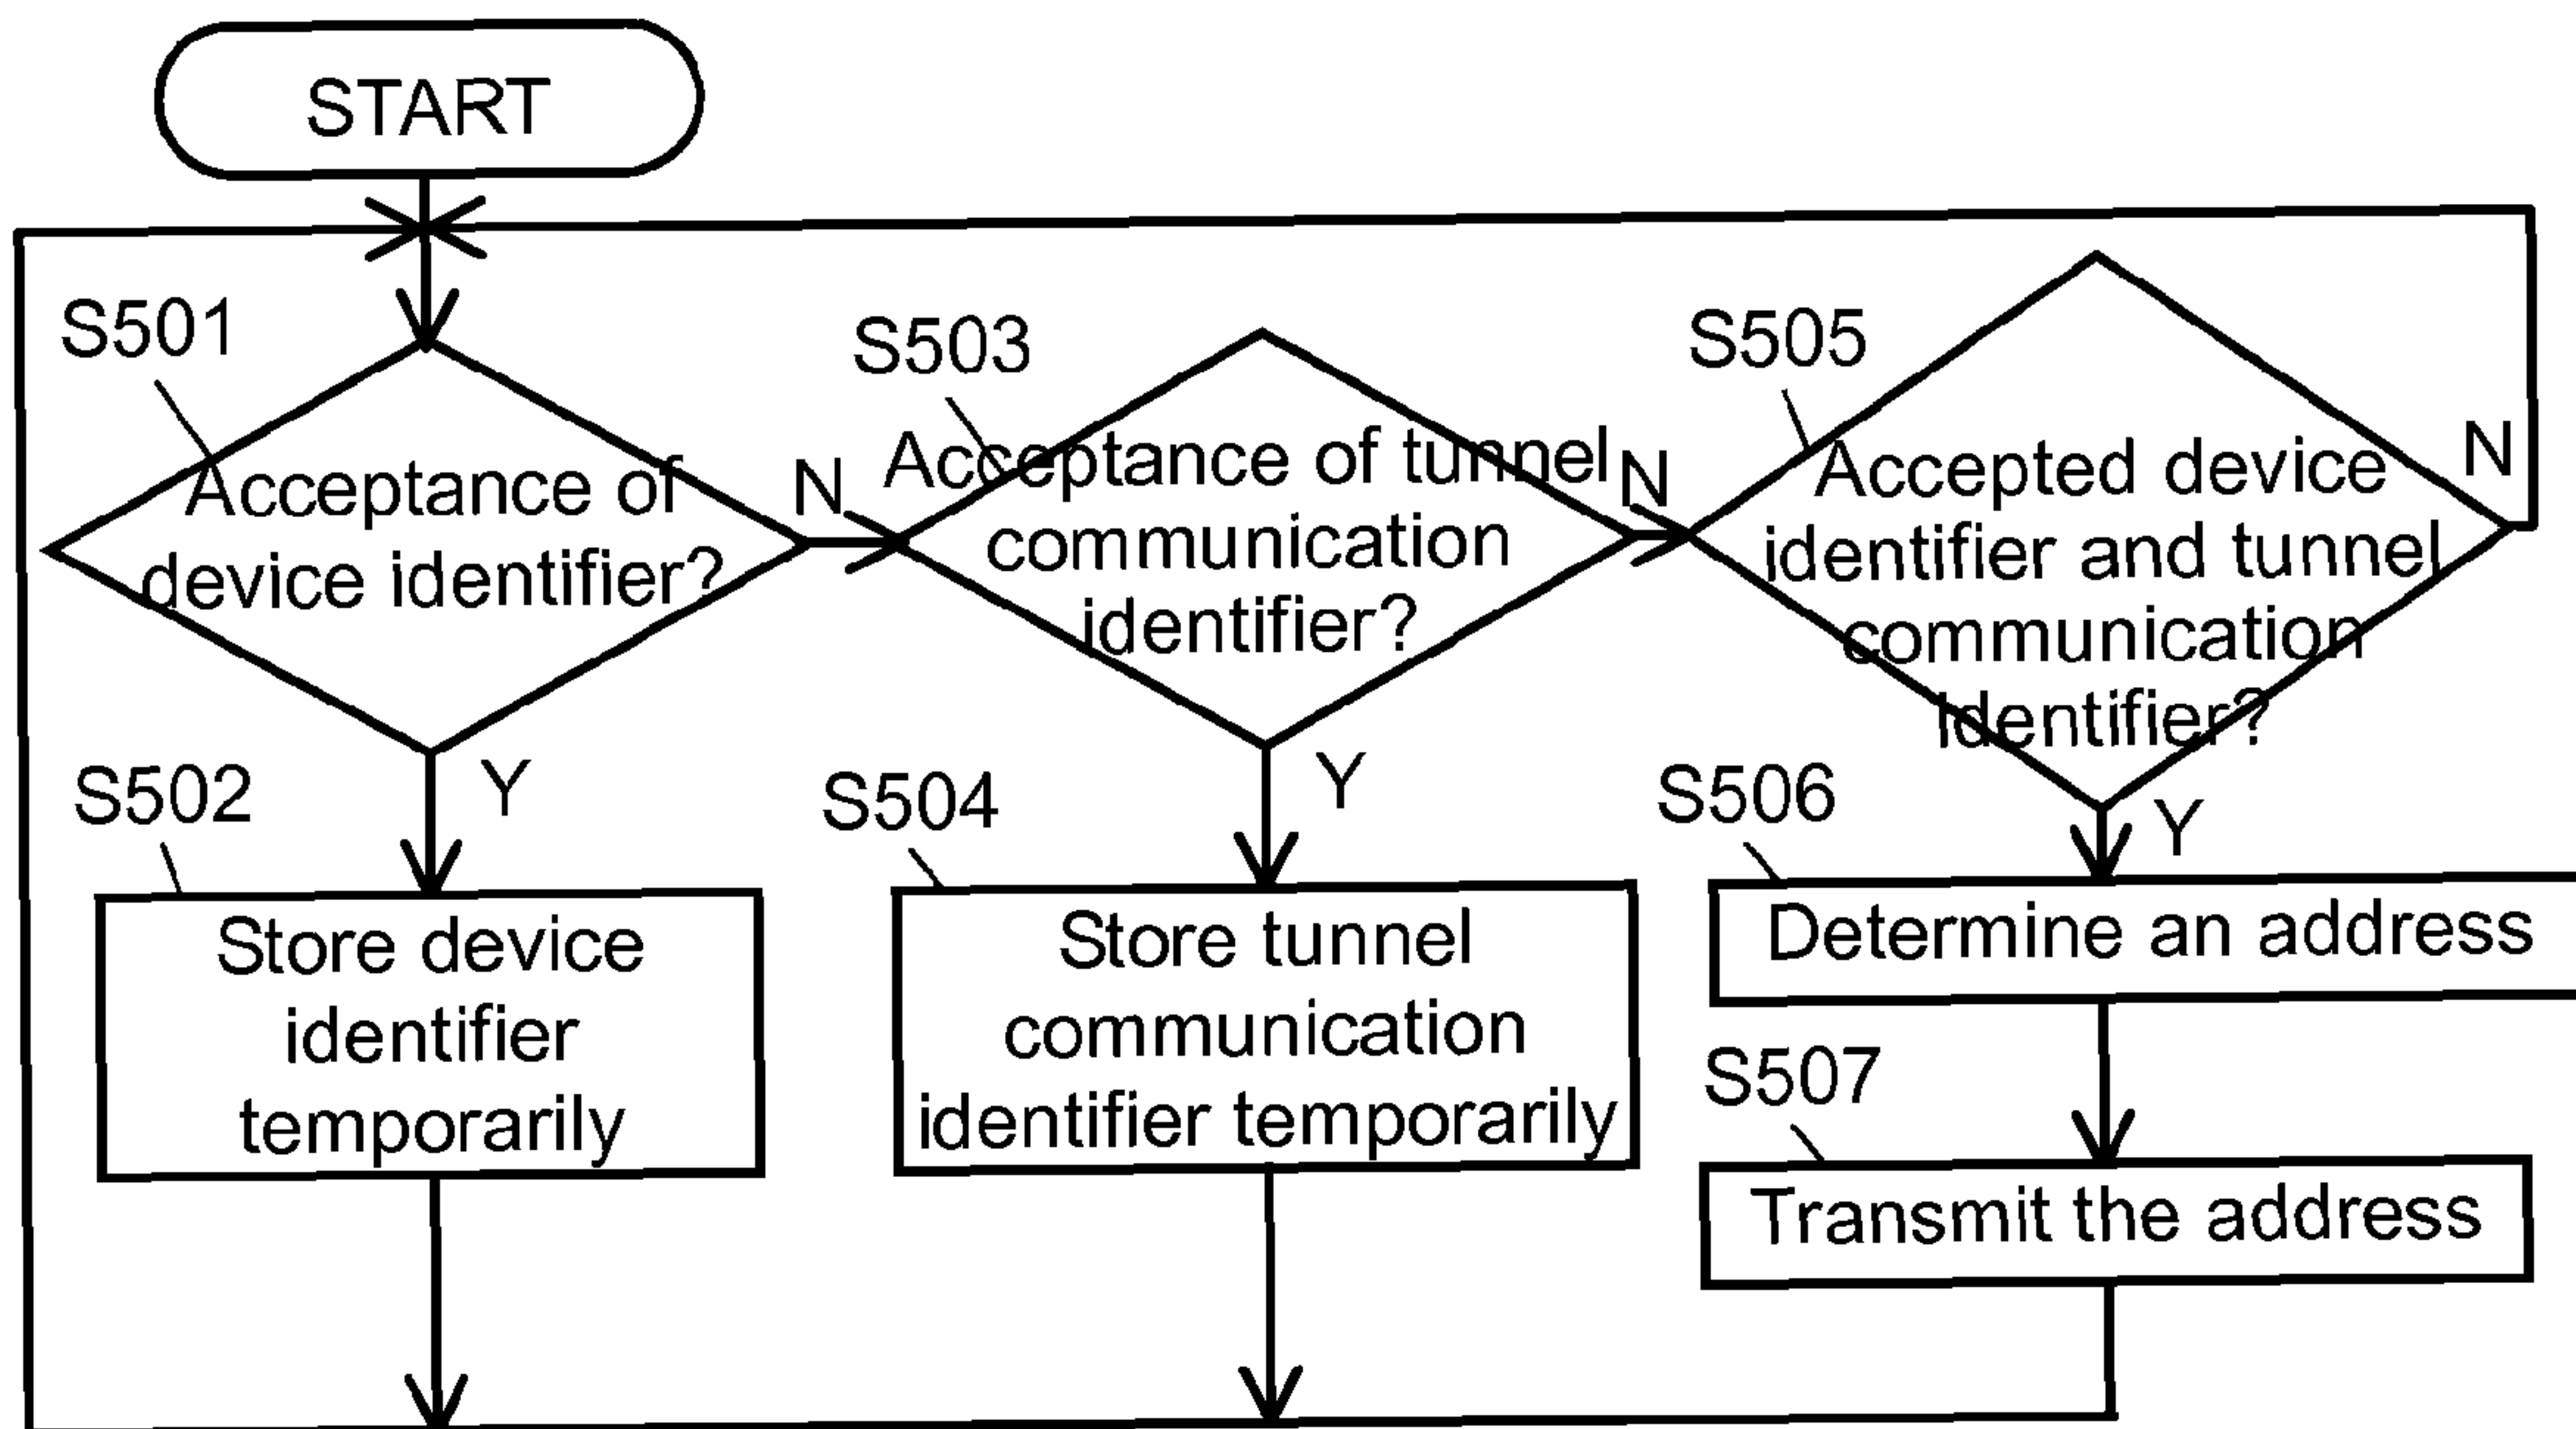 START
S501
Acceptance of
device identifier?
N
Y
S502
Store device
identifier
temporarily
S503
Acceptance of tunnel
communication
identifier?
N
Y
S504
Store tunnel
communication
identifier temporarily
S505
Accepted device
identifier and tunnel
communication
identifier?
N
Y
S506
Determine an address
S507
Transmit the address